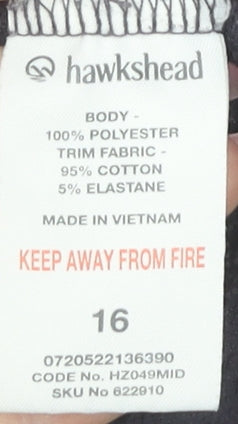 hawkshead
BODY -
100% POLYESTER
TRIM FABRIC -
95% COTTON
5% ELASTANE
MADE IN VIETNAM
KEEP AWAY FROM FIRE
16
0720522136390
CODE No. HZ049MID
SKU No 622910